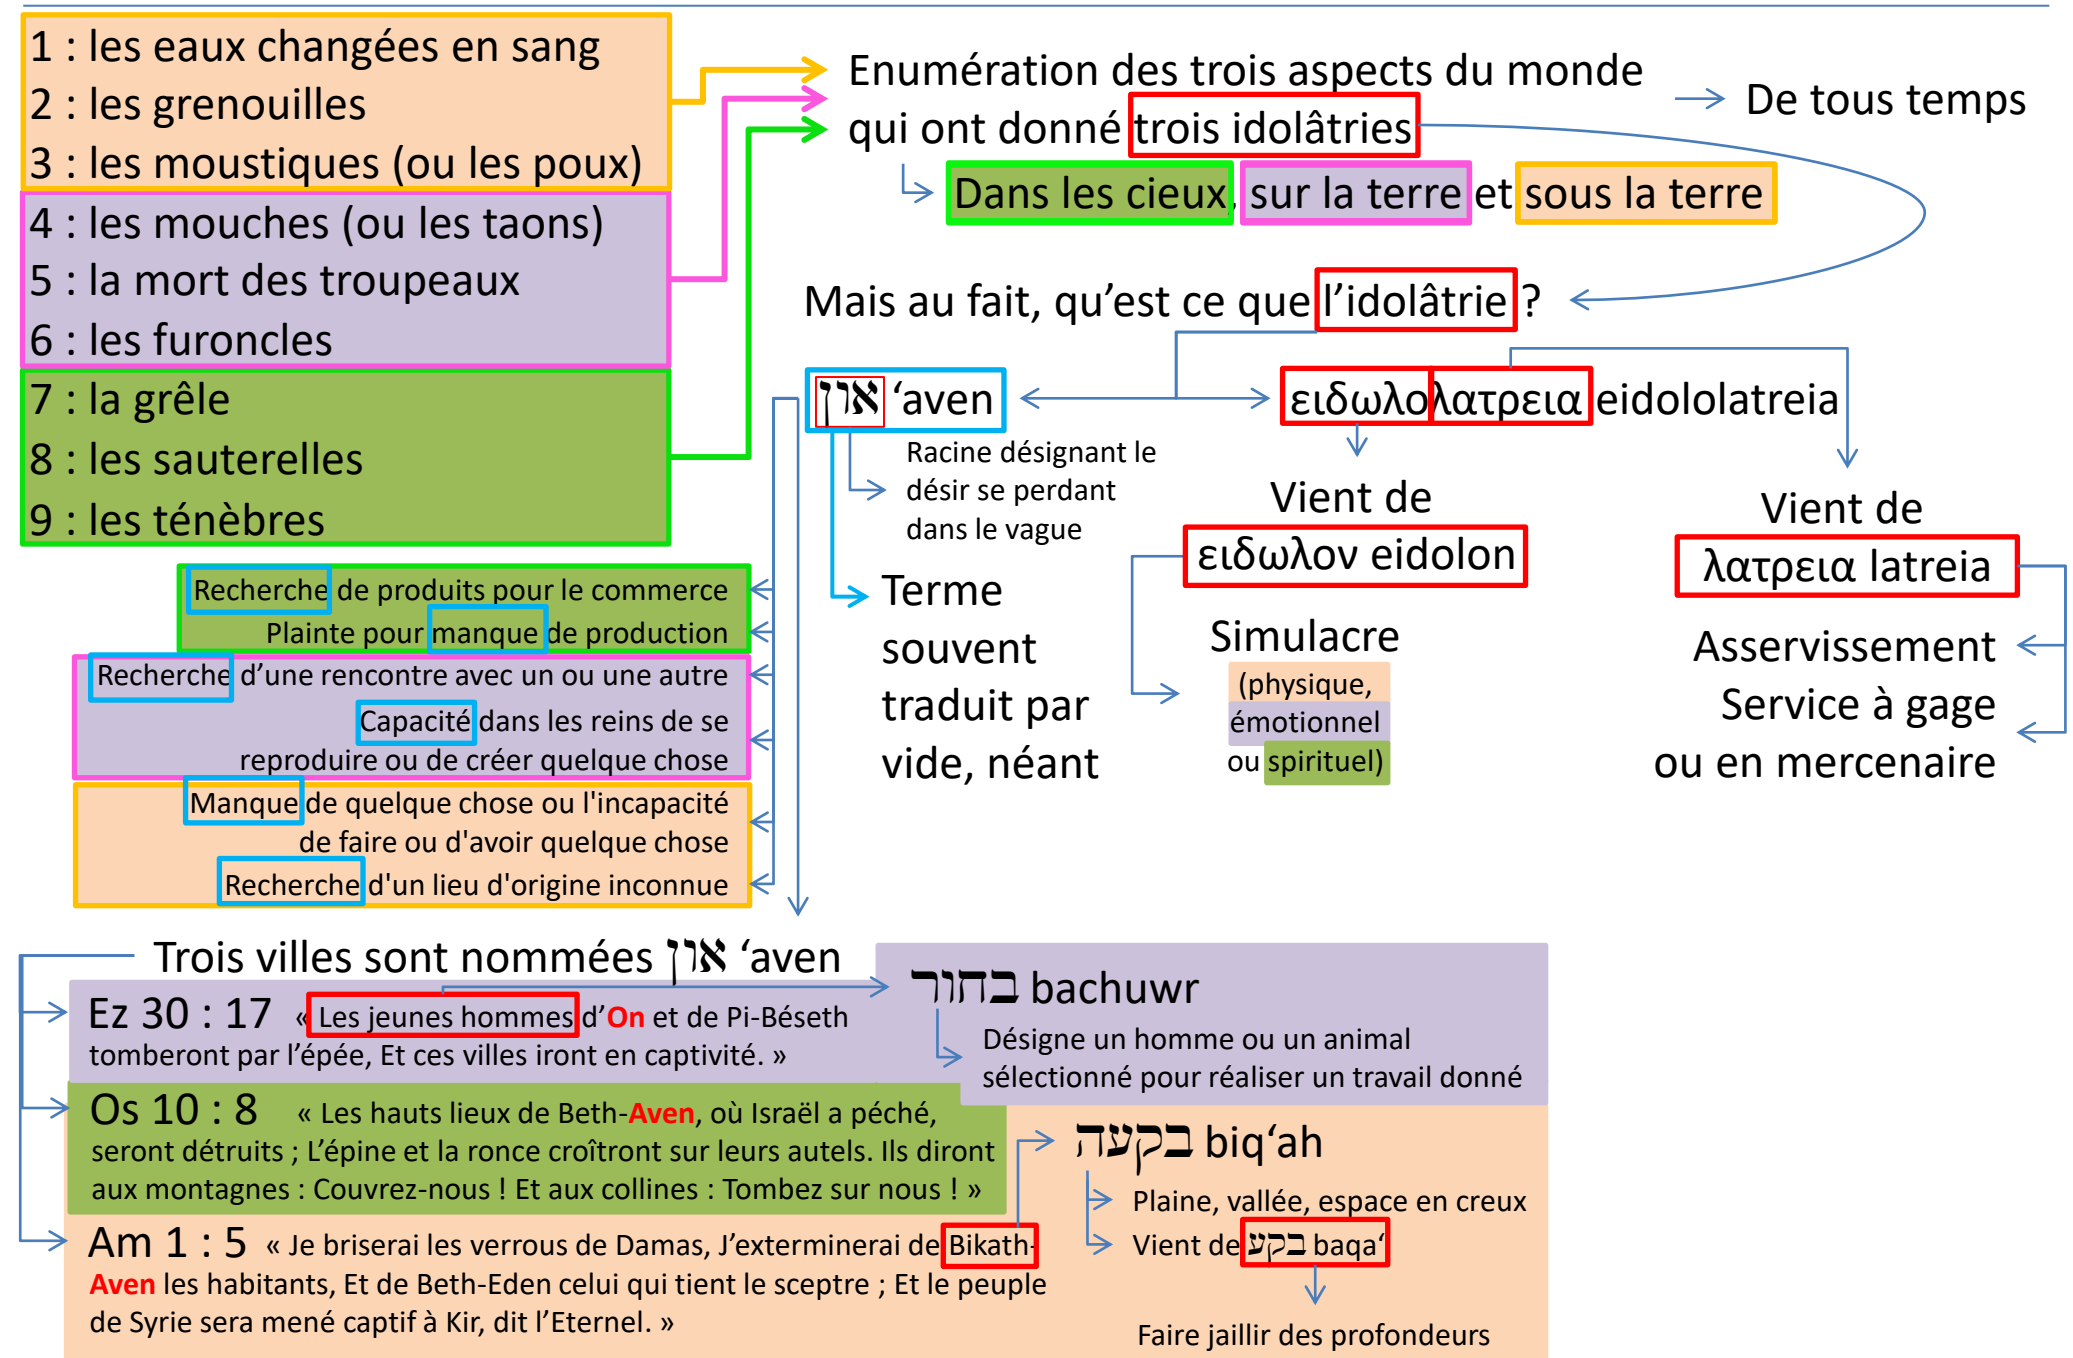 1 : les eaux changées en sang
2 : les grenouilles
3 : les moustiques (ou les poux)
4 : les mouches (ou les taons)
5 : la mort des troupeaux
6 : les furoncles
7 : la grêle
8 : les sauterelles
9 : les ténèbres
Enumération des trois aspects du monde
qui ont donné trois idolâtries
De tous temps
Dans les cieux, sur la terre et sous la terre
Mais au fait, qu’est ce que l’idolâtrie ?
און ‘aven
ειδωλολατρεια eidololatreia
Racine désignant le
désir se perdant
dans le vague
Terme
souvent
traduit par
vide, néant
Vient de
ειδωλον eidolon
Simulacre
(physique,
émotionnel
ou spirituel)
Vient de
λατρεια latreia
Asservissement
Service à gage
ou en mercenaire
Recherche de produits pour le commerce
Plainte pour manque de production
Recherche d’une rencontre avec un ou une autre
Capacité dans les reins de se
reproduire ou de créer quelque chose
Manque de quelque chose ou l'incapacité
de faire ou d'avoir quelque chose
Recherche d'un lieu d'origine inconnue
Trois villes sont nommées און ‘aven
Ez 30 : 17 « Les jeunes hommes d’On et de Pi-Béseth
tomberont par l’épée, Et ces villes iront en captivité. »
בחור bachuwr
Désigne un homme ou un animal
sélectionné pour réaliser un travail donné
Os 10 : 8 « Les hauts lieux de Beth-Aven, où Israël a péché,
seront détruits ; L’épine et la ronce croîtront sur leurs autels. Ils diront
aux montagnes : Couvrez-nous ! Et aux collines : Tombez sur nous ! »
Am 1 : 5 « Je briserai les verrous de Damas, J’exterminerai de Bikath-
Aven les habitants, Et de Beth-Eden celui qui tient le sceptre ; Et le peuple
de Syrie sera mené captif à Kir, dit l’Eternel. »
בקעה biq‘ah
Plaine, vallée, espace en creux
Vient de בקע baqa‘
Faire jaillir des profondeurs